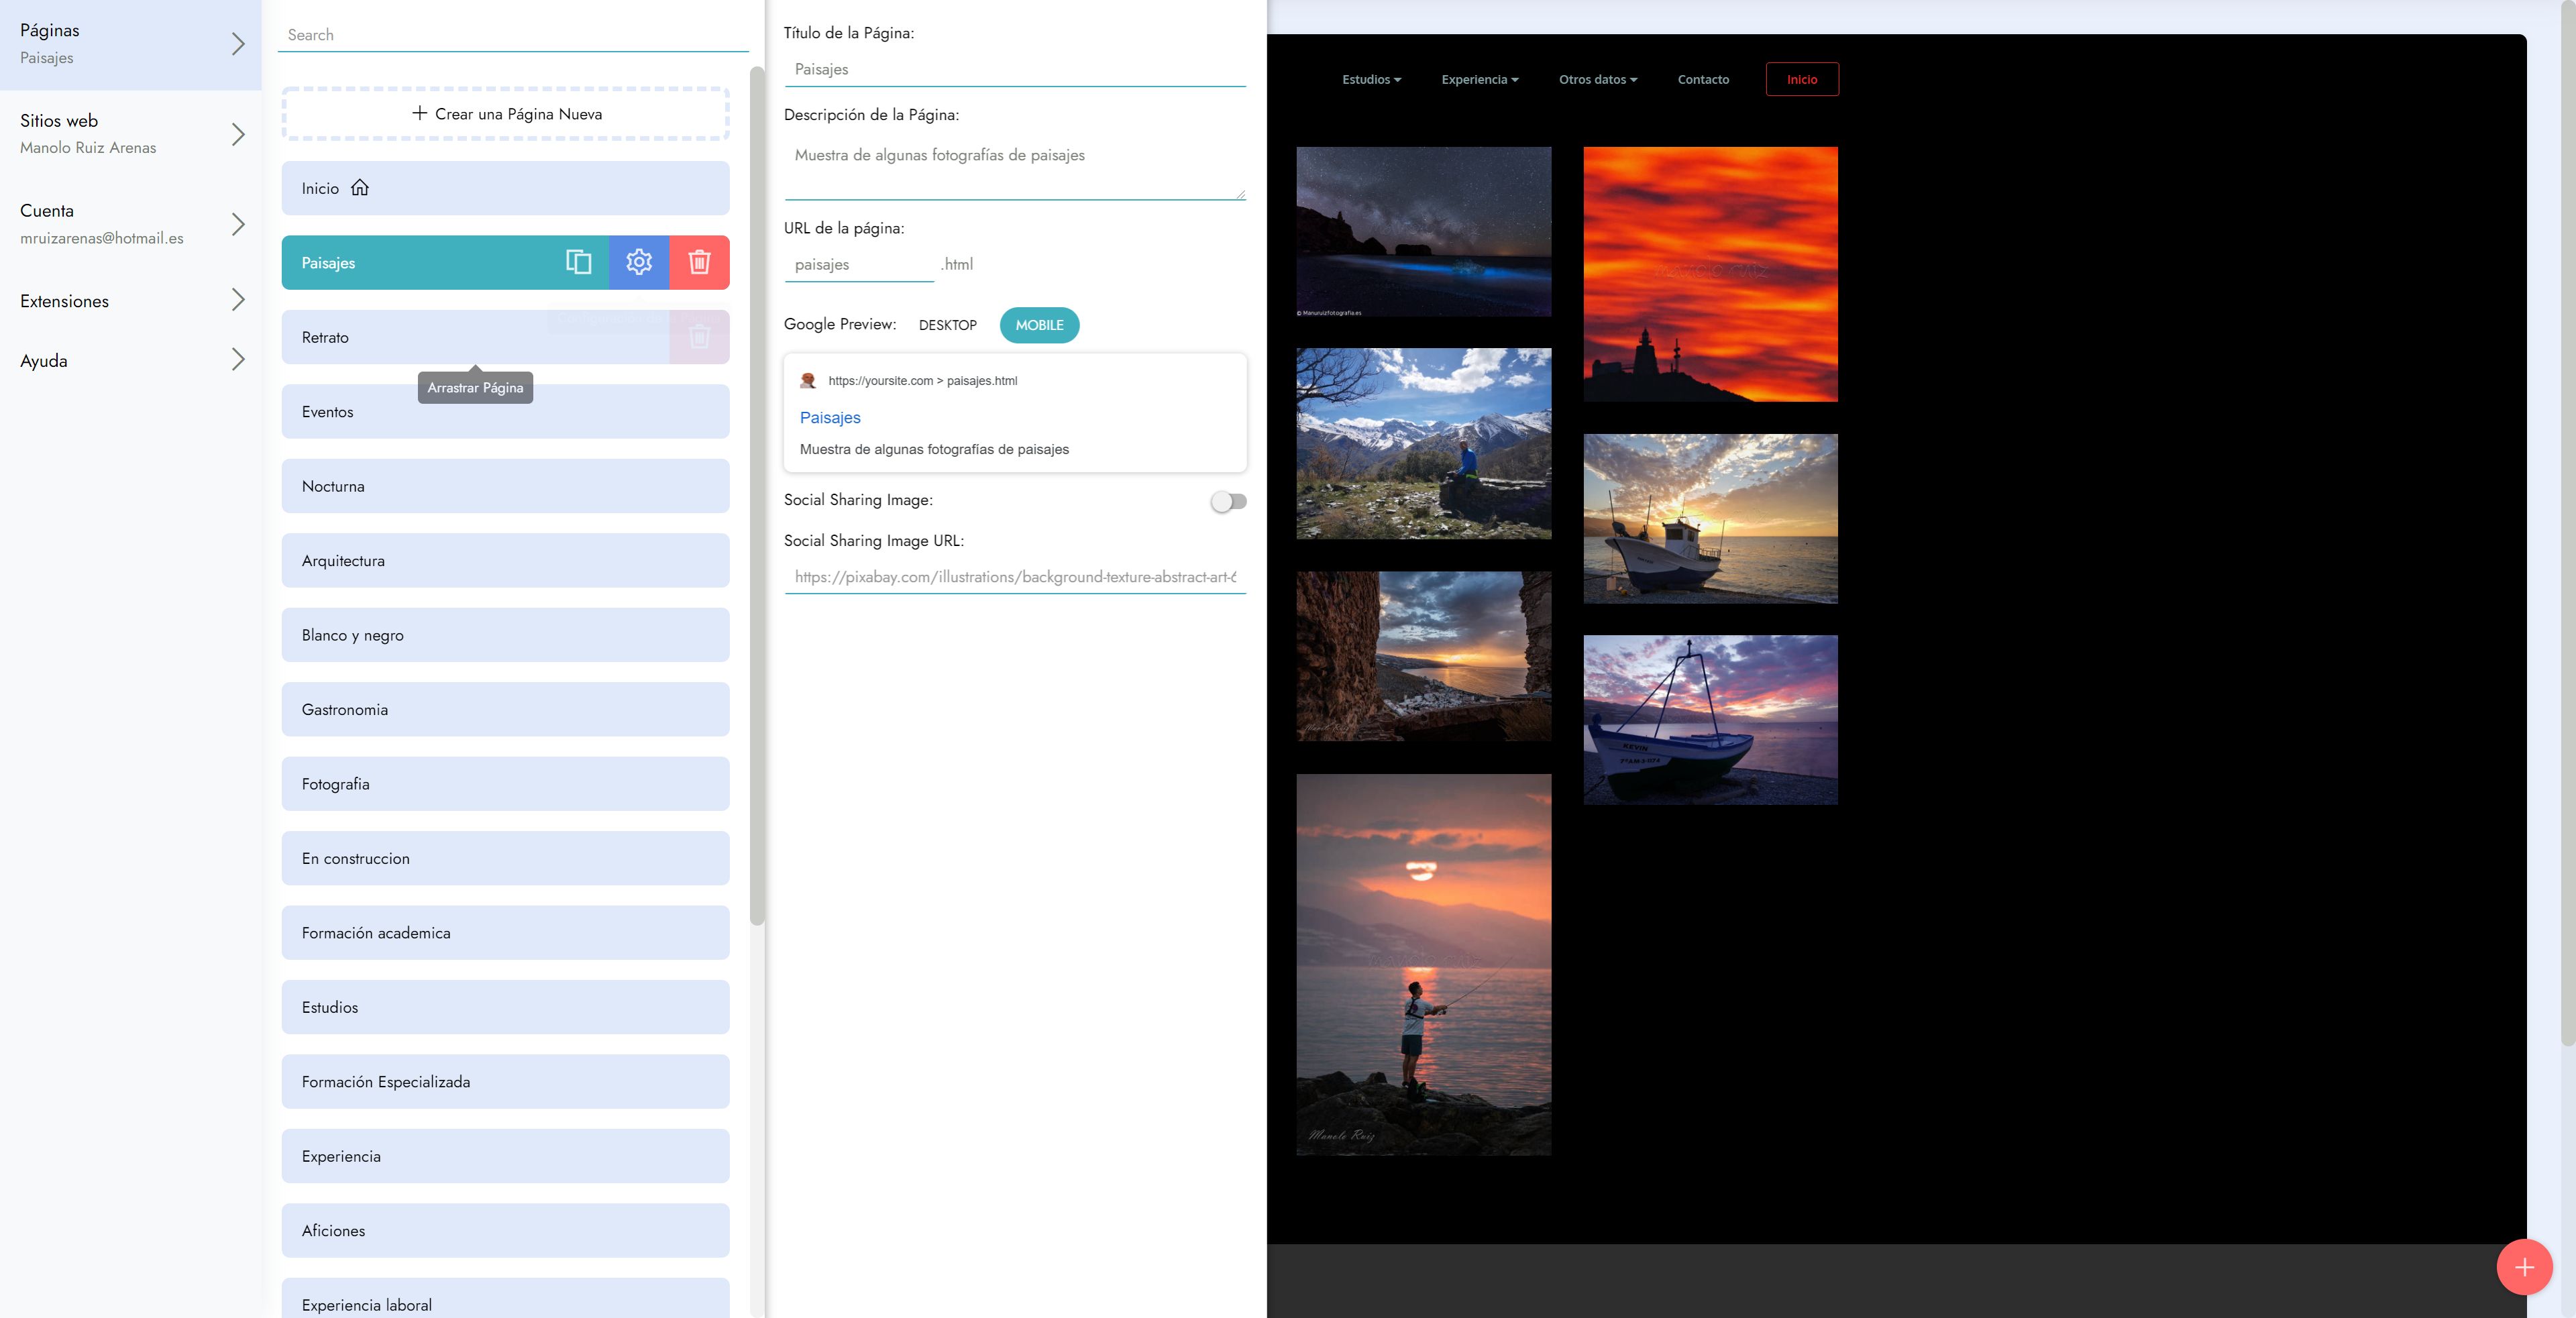 Páginas
Paisajes
Sitios web
Manolo Ruiz Arenas
Cuenta
mruizarenas@hotmail.es
Extensiones
Ayuda
Search
Crear una Página Nueva
Inicio
Paisajes
Retrato
Arrastrar Página
Eventos
Nocturna
Arquitectura
Blanco y negro
Gastronomia
Fotografia
En construccion
Formación academica
Estudios
Formación Especializada
Experiencia
Aficiones
Experiencia laboral
Título de la Página:
Paisajes
Descripción de la Página:
Muestra de algunas fotografías de paisajes
URL de la página:
paisajes .html
Google Preview: DESKTOP MOBILE
https://yoursite.com > paisajes.html
Paisajes
Muestra de algunas fotografías de paisajes
Social Sharing Image:
Social Sharing Image URL:
https://pixabay.com/illustrations/background-texture-abstract-art-6
Estudios Experiencia Otros datos Contacto Inicio
© Manuruizfotografia.es
KEVIN
Manolo Ruiz